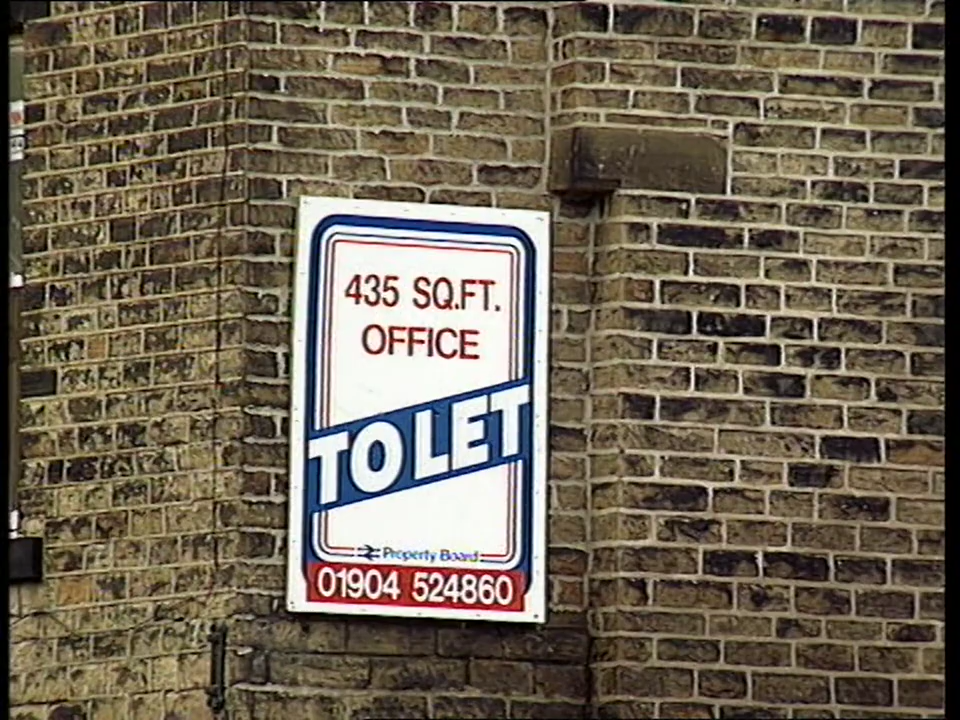 435 SQ.FT.
OFFICE
TO LET
Property Board
01904 524860